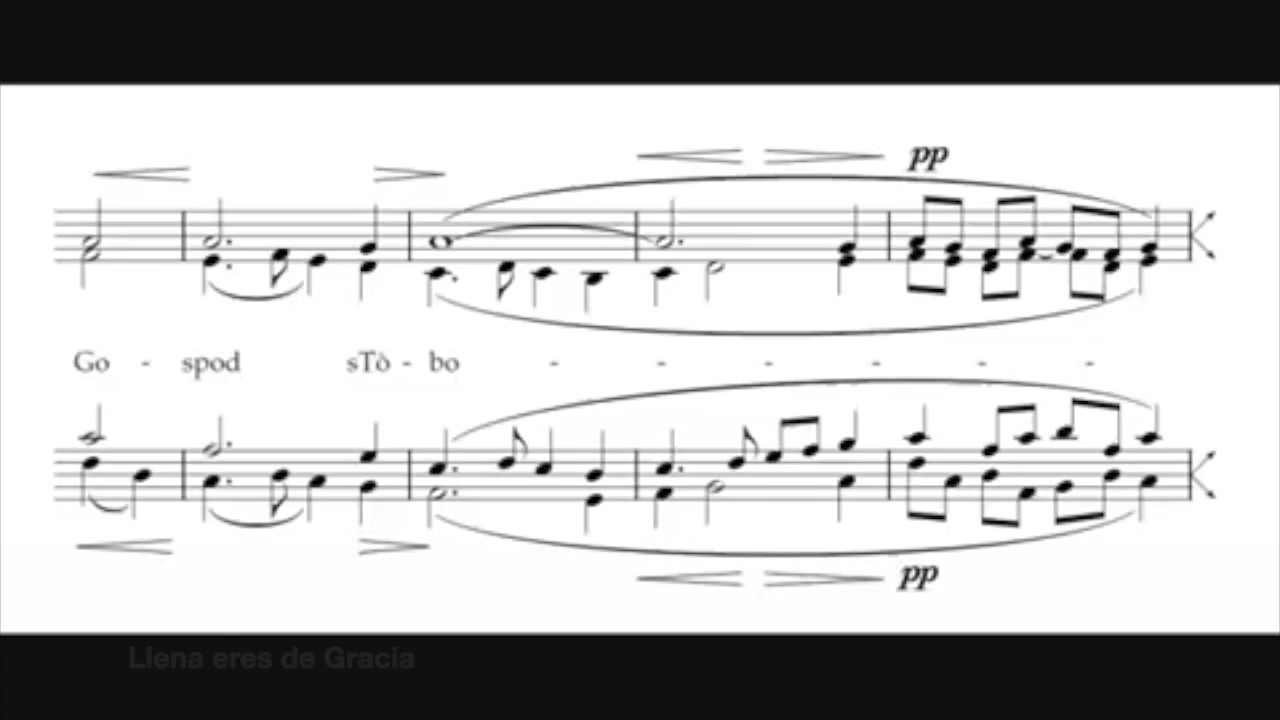 pp
Go - spod sTò - bo - - - - - -
pp
Llena eres de Gracia